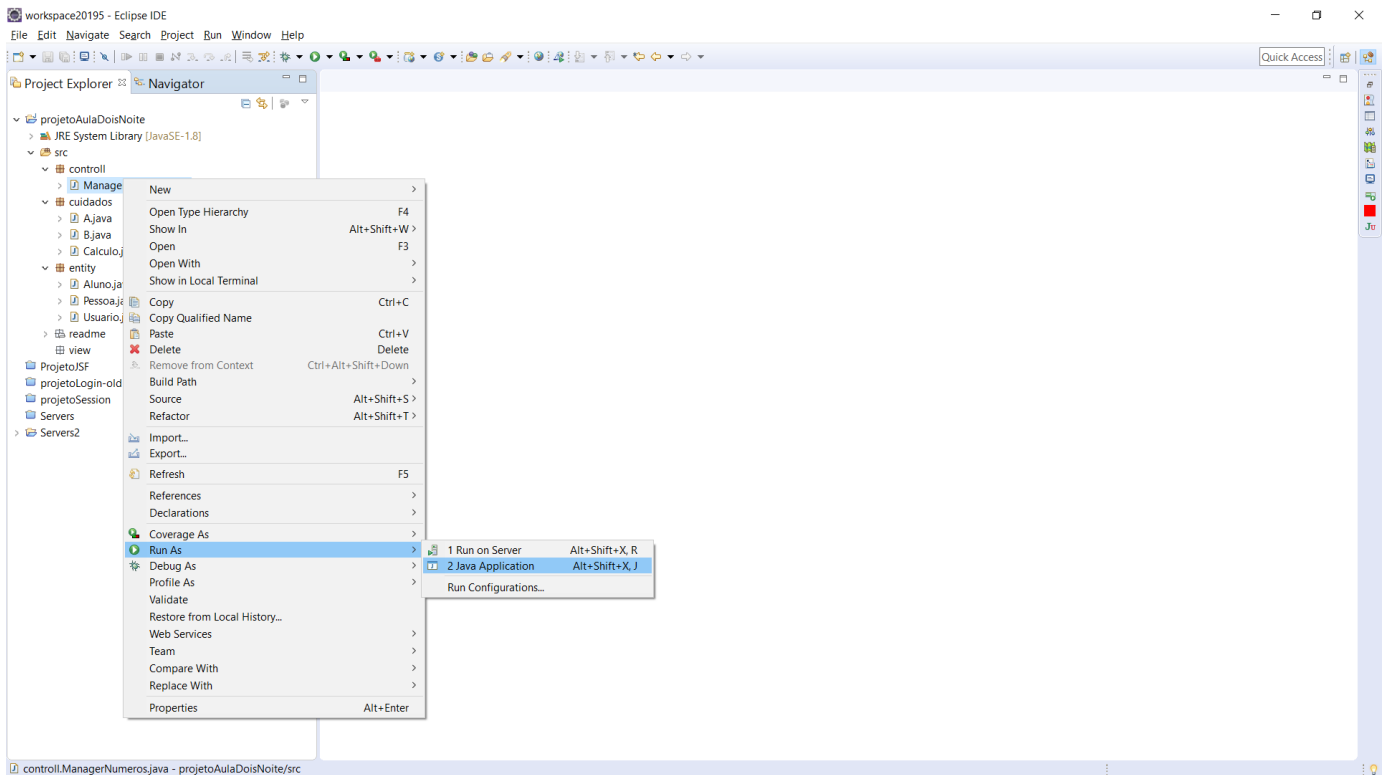 workspace20195 - Eclipse IDE
File Edit Navigate Search Project Run Window Help
Quick Access
Project Explorer Navigator
projetoAulaDoisNoite
JRE System Library [JavaSE-1.8]
src
controll
Manage
cuidados
A.java
B.java
Calculo.j
entity
Aluno.ja
Pessoa.ja
Usuario.j
readme
view
ProjetoJSF
projetoLogin-old
projetoSession
Servers
Servers2
New
Open Type Hierarchy F4
Show In Alt+Shift+W
Open F3
Open With
Show in Local Terminal
Copy Ctrl+C
Copy Qualified Name
Paste Ctrl+V
Delete Delete
Remove from Context Ctrl+Alt+Shift+Down
Build Path
Source Alt+Shift+S
Refactor Alt+Shift+T
Import...
Export...
Refresh F5
References
Declarations
Coverage As
Run As
Debug As
Profile As
Validate
Restore from Local History...
Web Services
Team
Compare With
Replace With
Properties Alt+Enter
1 Run on Server Alt+Shift+X, R
2 Java Application Alt+Shift+X, J
Run Configurations...
Ju
controll.ManagerNumeros.java - projetoAulaDoisNoite/src